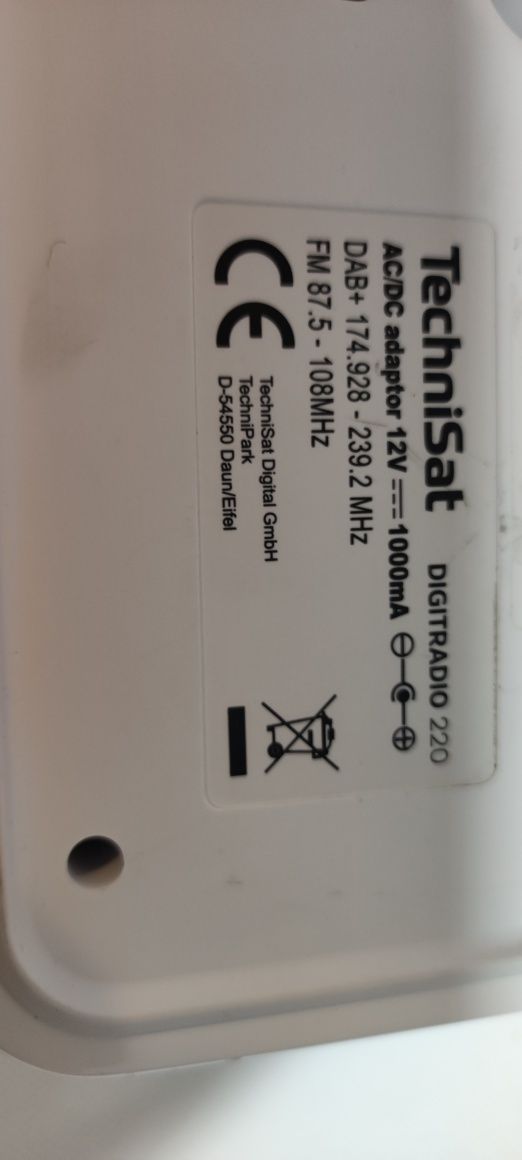 TechniSat DIGITRADIO 220
AC/DC adaptor 12V ⎓ 1000mA
DAB+ 174.928 - 239.2 MHz
FM 87.5 - 108MHz
CE
TechniSat Digital GmbH
TechniPark
D-54550 Daun/Eifel